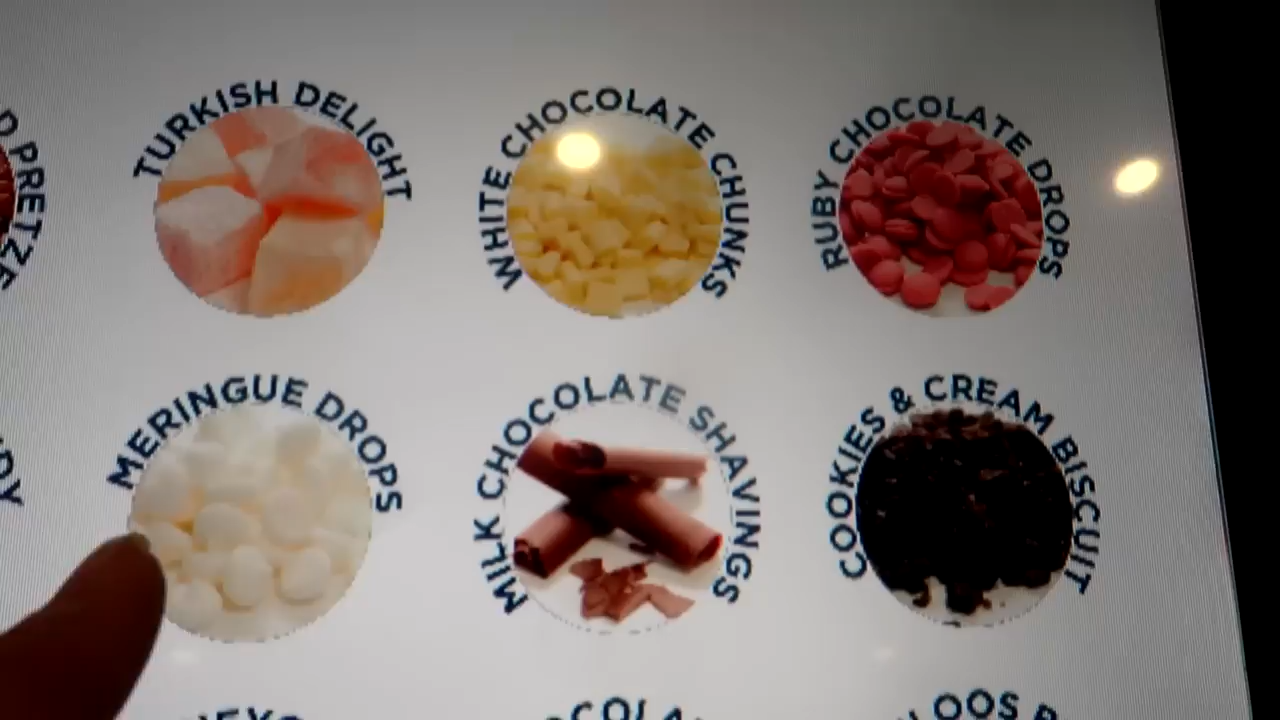 TURKISH DELIGHT
WHITE CHOCOLATE CHUNKS
RUBY CHOCOLATE DROPS
MERINGUE DROPS
MILK CHOCOLATE SHAVINGS
COOKIES & CREAM BISCUIT